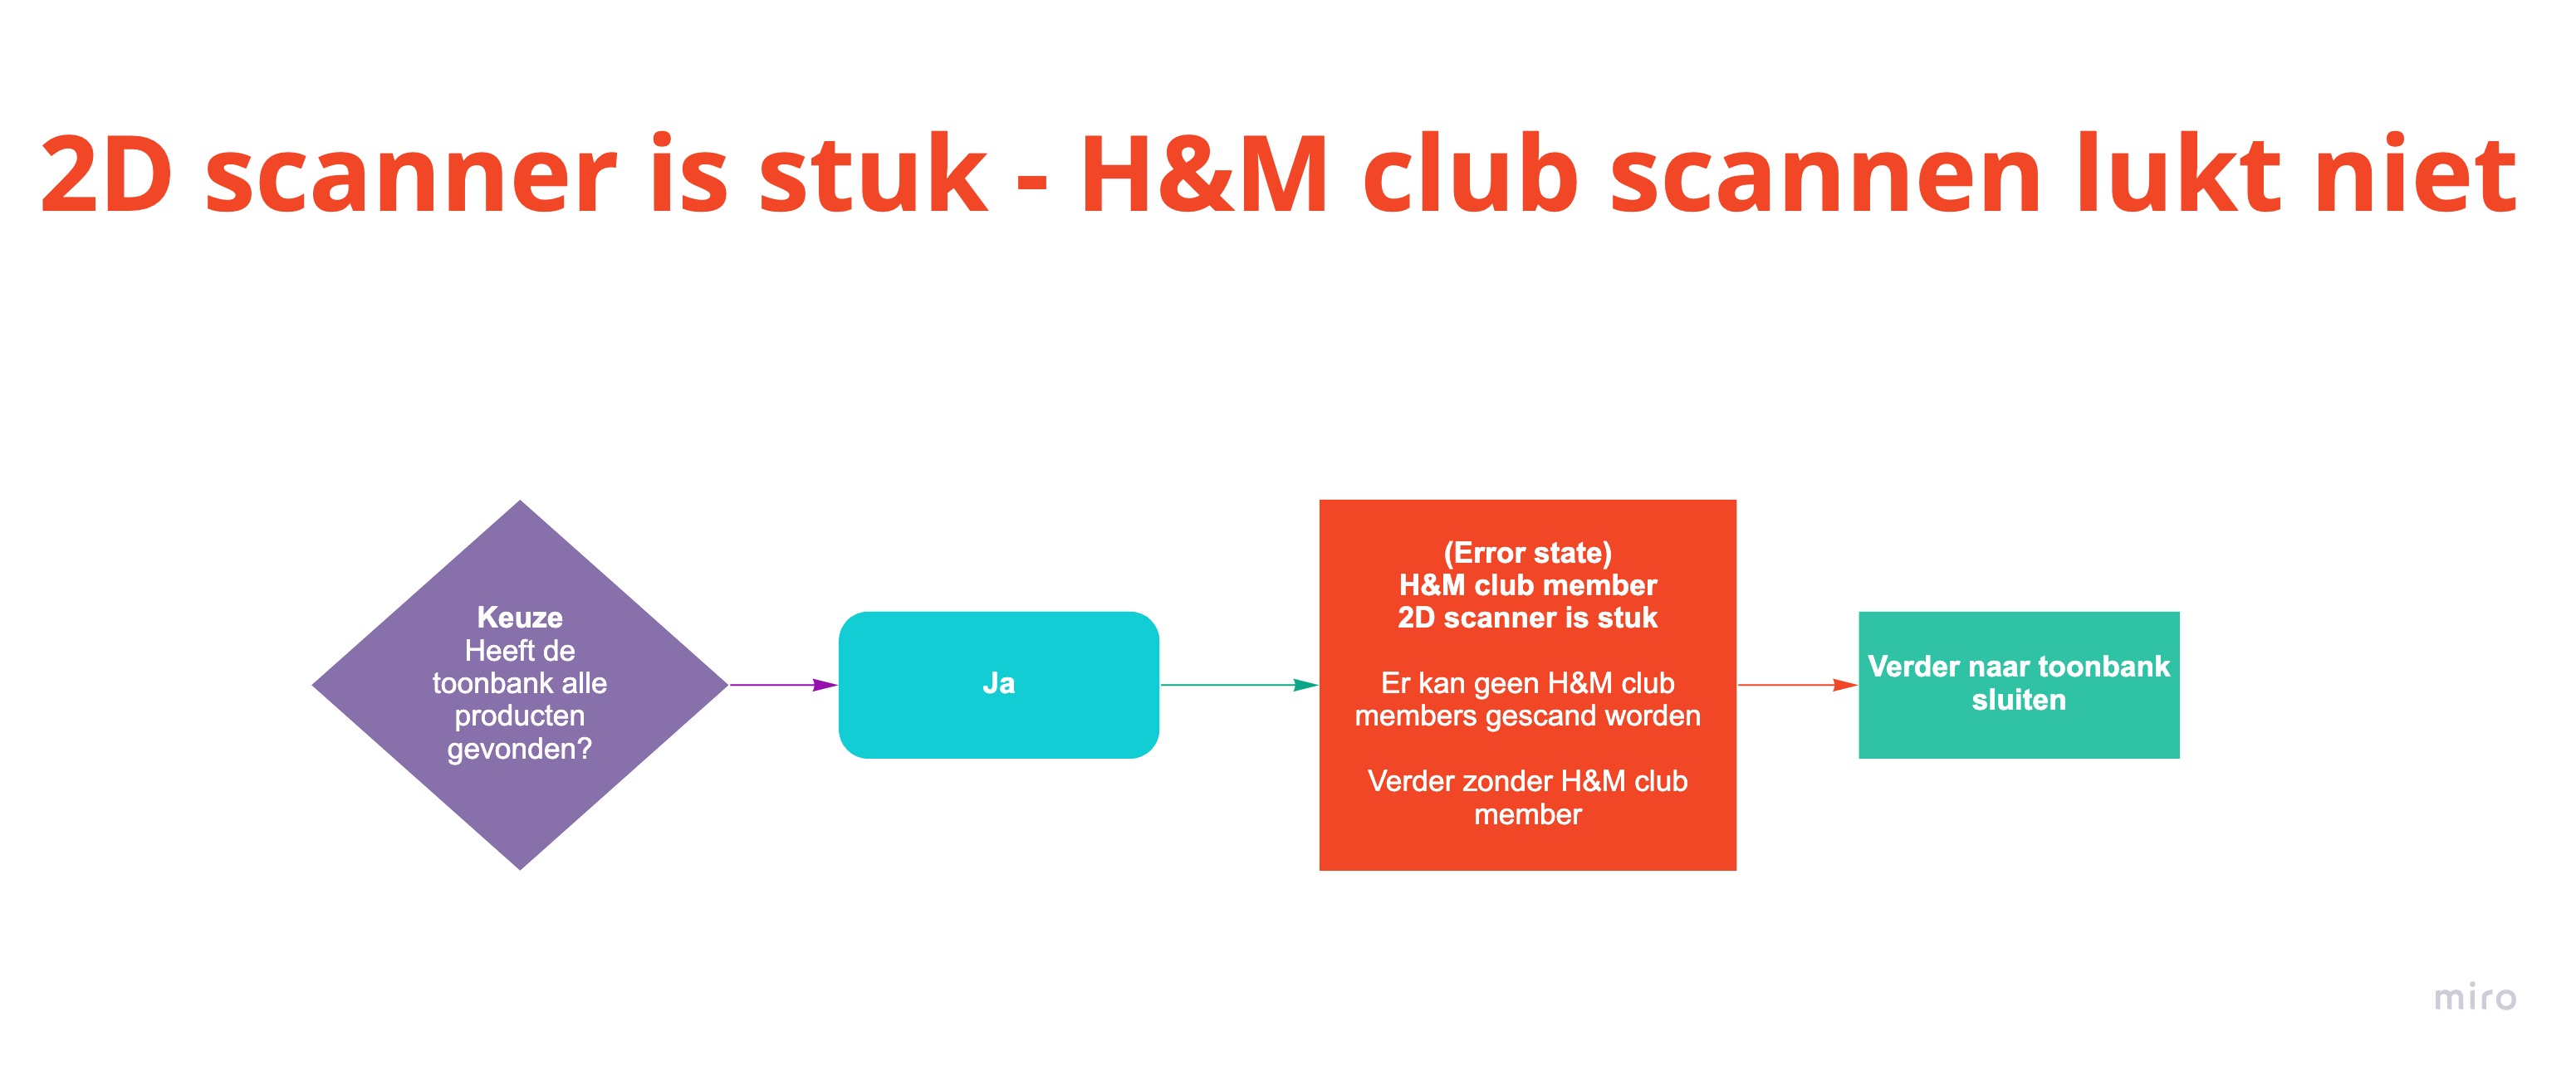 2D scanner is stuk - H&M club scannen lukt niet
Keuze
Heeft de
toonbank alle
producten
gevonden?
Ja
(Error state)
H&M club member
2D scanner is stuk
Er kan geen H&M club
members gescand worden
Verder zonder H&M club
member
Verder naar toonbank
sluiten
miro